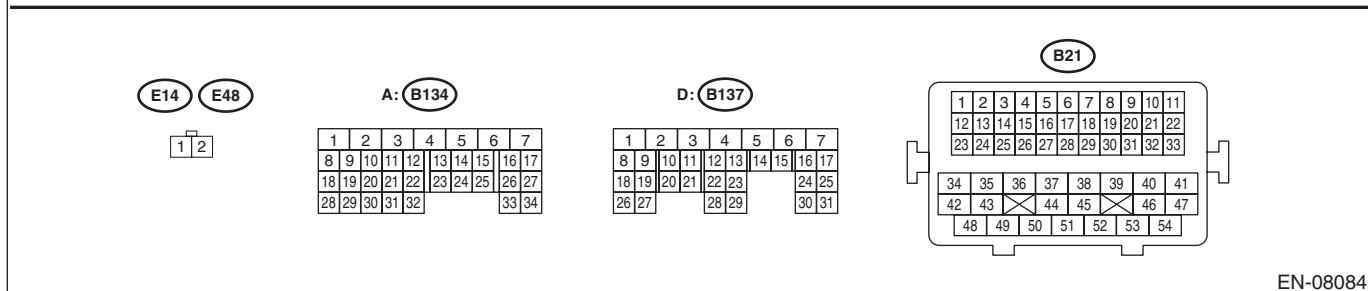 B21
E14 E48 A: B134 D: B137
1 2
1 2 3 4 5 6 7
8 9 10 11 12 13 14 15 16 17
18 19 20 21 22 23 24 25 26 27
28 29 30 31 32 33 34
1 2 3 4 5 6 7
8 9 10 11 12 13 14 15 16 17
18 19 20 21 22 23 24 25
26 27 28 29 30 31
1 2 3 4 5 6 7 8 9 10 11
12 13 14 15 16 17 18 19 20 21 22
23 24 25 26 27 28 29 30 31 32 33
34 35 36 37 38 39 40 41
42 43 44 45 46 47
48 49 50 51 52 53 54
EN-08084